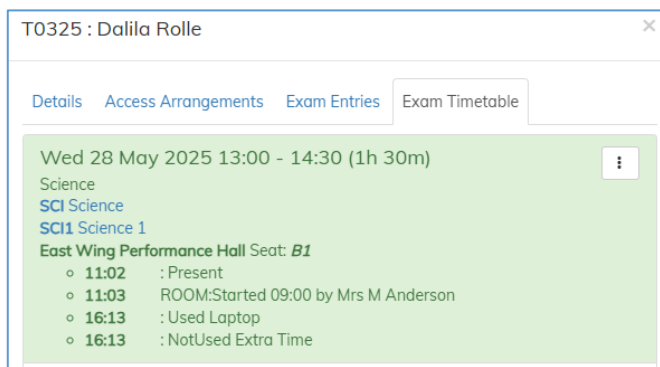 T0325 : Dalila Rolle ×
Details Access Arrangements Exam Entries Exam Timetable
Wed 28 May 2025 13:00 - 14:30 (1h 30m)
Science
SCI Science
SCI1 Science 1
East Wing Performance Hall Seat: B1
11:02 : Present
11:03 ROOM:Started 09:00 by Mrs M Anderson
16:13 : Used Laptop
16:13 : NotUsed Extra Time